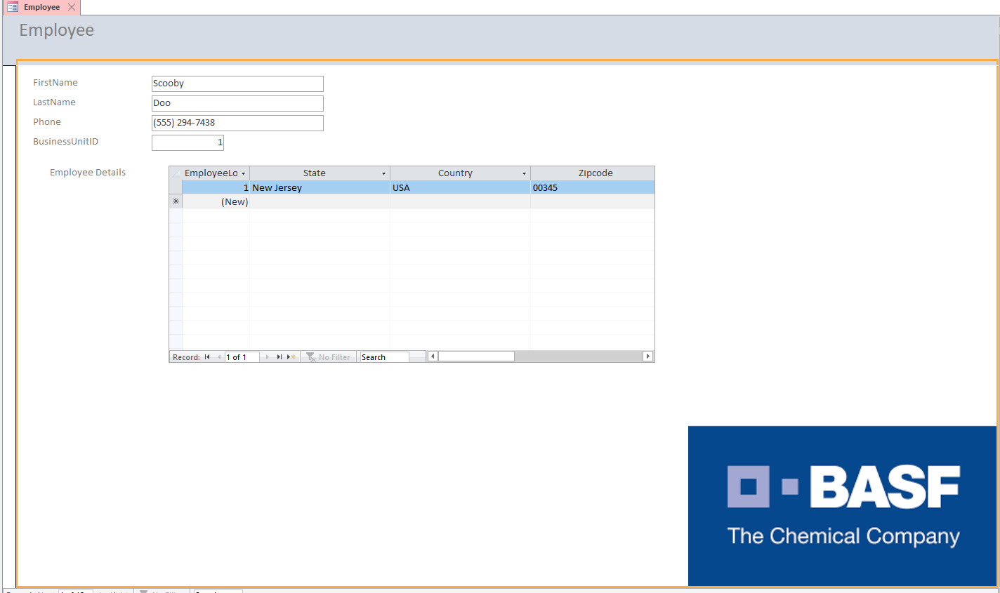 Employee
Employee
FirstName Scooby
LastName Doo
Phone (555) 294-7438
BusinessUnitID 1
Employee Details
EmployeeLo State Country Zipcode
1 New Jersey USA 00345
(New)
Record: 1 of 1 No Filter Search
BASF
The Chemical Company